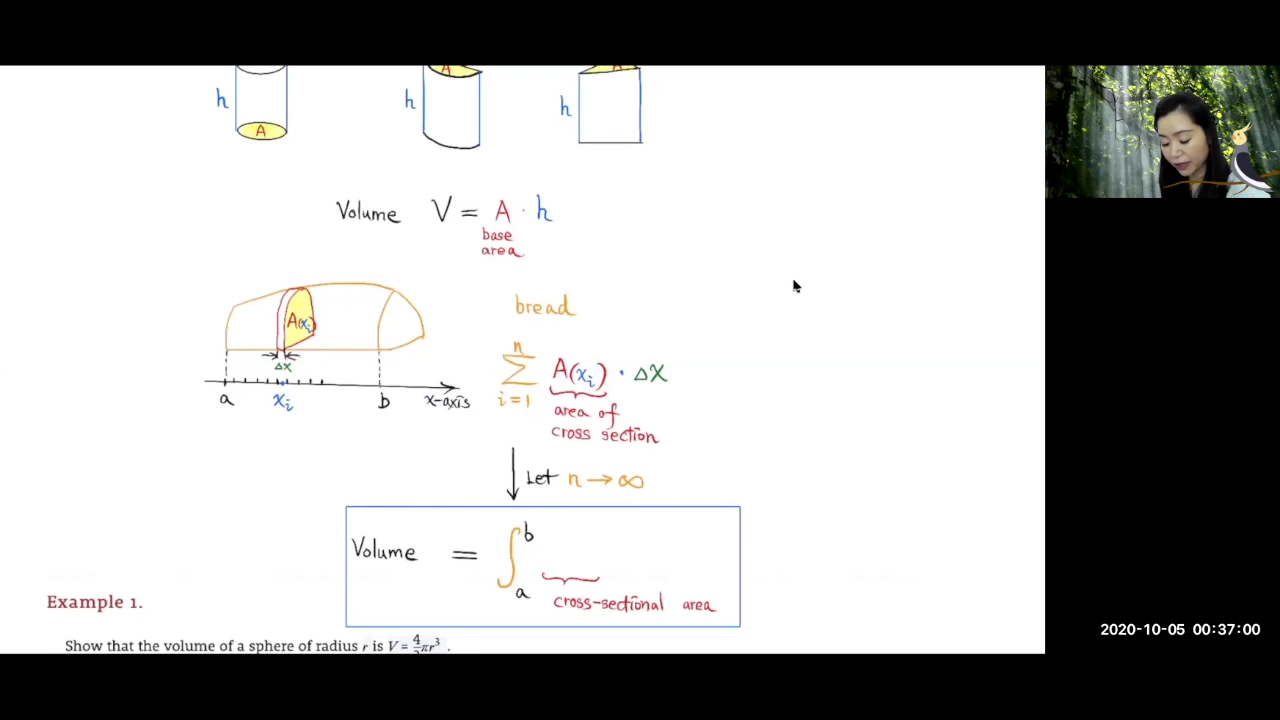 A A
h h h
A
Volume V = A · h
base
area
bread
A(xi)
n
∑ A(xi) · Δx
i=1
Δx
a xi b x-axis
area of
cross section
Let n → ∞
Volume = ∫ b
a
cross-sectional area
Example 1.
Show that the volume of a sphere of radius r is V = 4/3 πr³ .
2020-10-05 00:37:00